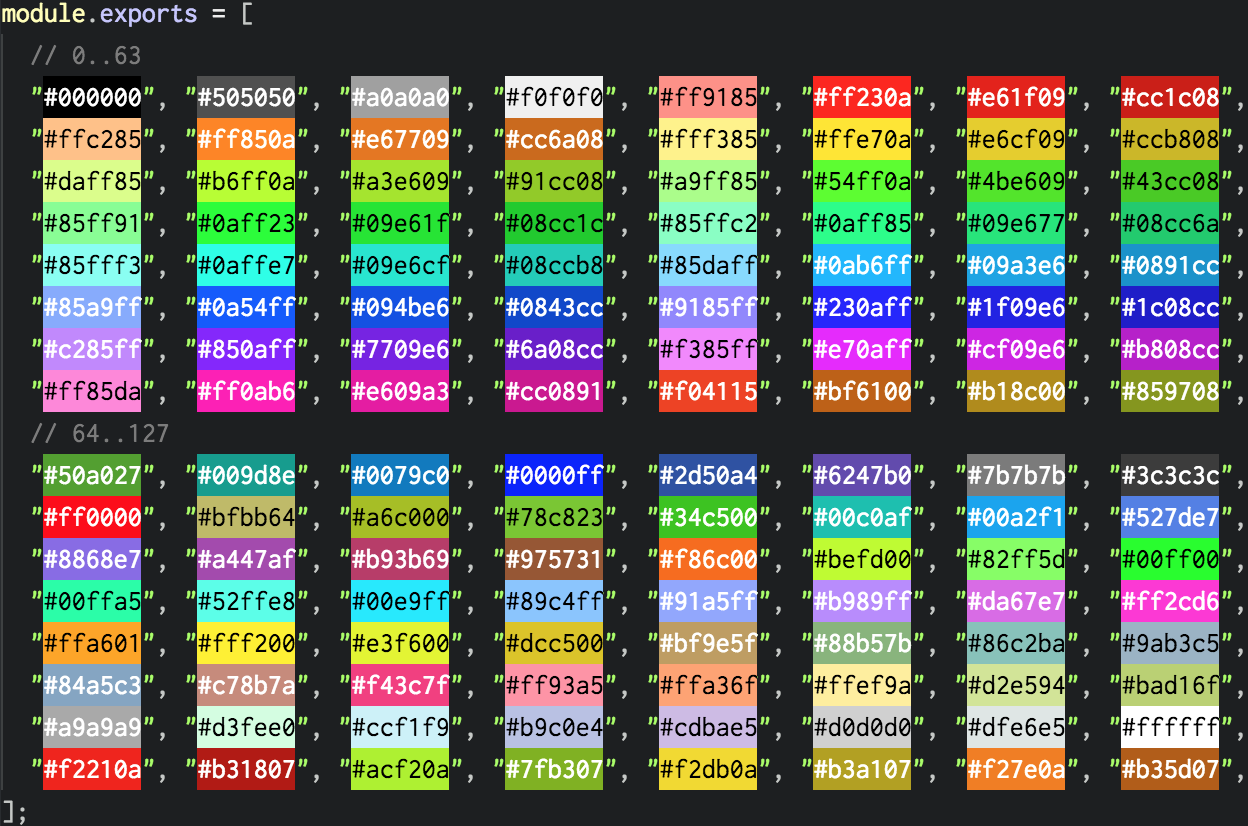 module.exports = [
// 0..63
"#000000", "#505050", "#a0a0a0", "#f0f0f0", "#ff9185", "#ff230a", "#e61f09", "#cc1c08",
"#ffc285", "#ff850a", "#e67709", "#cc6a08", "#fff385", "#ffe70a", "#e6cf09", "#ccb808",
"#daff85", "#b6ff0a", "#a3e609", "#91cc08", "#a9ff85", "#54ff0a", "#4be609", "#43cc08",
"#85ff91", "#0aff23", "#09e61f", "#08cc1c", "#85ffc2", "#0aff85", "#09e677", "#08cc6a",
"#85fff3", "#0affe7", "#09e6cf", "#08ccb8", "#85daff", "#0ab6ff", "#09a3e6", "#0891cc",
"#85a9ff", "#0a54ff", "#094be6", "#0843cc", "#9185ff", "#230aff", "#1f09e6", "#1c08cc",
"#c285ff", "#850aff", "#7709e6", "#6a08cc", "#f385ff", "#e70aff", "#cf09e6", "#b808cc",
"#ff85da", "#ff0ab6", "#e609a3", "#cc0891", "#f04115", "#bf6100", "#b18c00", "#859708",
// 64..127
"#50a027", "#009d8e", "#0079c0", "#0000ff", "#2d50a4", "#6247b0", "#7b7b7b", "#3c3c3c",
"#ff0000", "#bfbb64", "#a6c000", "#78c823", "#34c500", "#00c0af", "#00a2f1", "#527de7",
"#8868e7", "#a447af", "#b93b69", "#975731", "#f86c00", "#befd00", "#82ff5d", "#00ff00",
"#00ffa5", "#52ffe8", "#00e9ff", "#89c4ff", "#91a5ff", "#b989ff", "#da67e7", "#ff2cd6",
"#ffa601", "#fff200", "#e3f600", "#dcc500", "#bf9e5f", "#88b57b", "#86c2ba", "#9ab3c5",
"#84a5c3", "#c78b7a", "#f43c7f", "#ff93a5", "#ffa36f", "#ffef9a", "#d2e594", "#bad16f",
"#a9a9a9", "#d3fee0", "#ccf1f9", "#b9c0e4", "#cdbae5", "#d0d0d0", "#dfe6e5", "#ffffff",
"#f2210a", "#b31807", "#acf20a", "#7fb307", "#f2db0a", "#b3a107", "#f27e0a", "#b35d07",
];